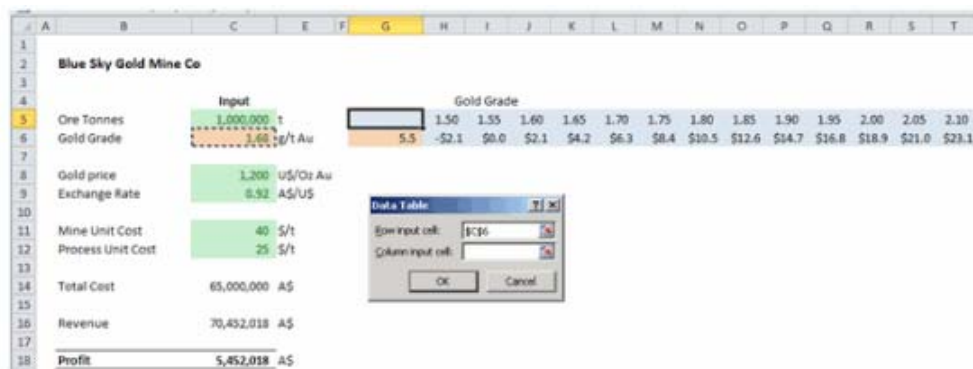 A B C E F G H I J K L M N O P Q R S T
1
2 Blue Sky Gold Mine Co
3
4 Input Gold Grade
5 Ore Tonnes 1,000,000 t 1.50 1.55 1.60 1.65 1.70 1.75 1.80 1.85 1.90 1.95 2.00 2.05 2.10
6 Gold Grade 1.68 g/t Au 5.5 -$2.1 $0.0 $2.1 $4.2 $6.3 $8.4 $10.5 $12.6 $14.7 $16.8 $18.9 $21.0 $23.1
7
8 Gold price 1,200 U$/Oz Au
9 Exchange Rate 0.92 A$/U$
10
11 Mine Unit Cost 40 $/t
12 Process Unit Cost 25 $/t
13
14 Total Cost 65,000,000 A$
15
16 Revenue 70,452,018 A$
17
18 Profit 5,452,018 A$
Data Table
Row input cell: $C$6
Column input cell:
OK Cancel